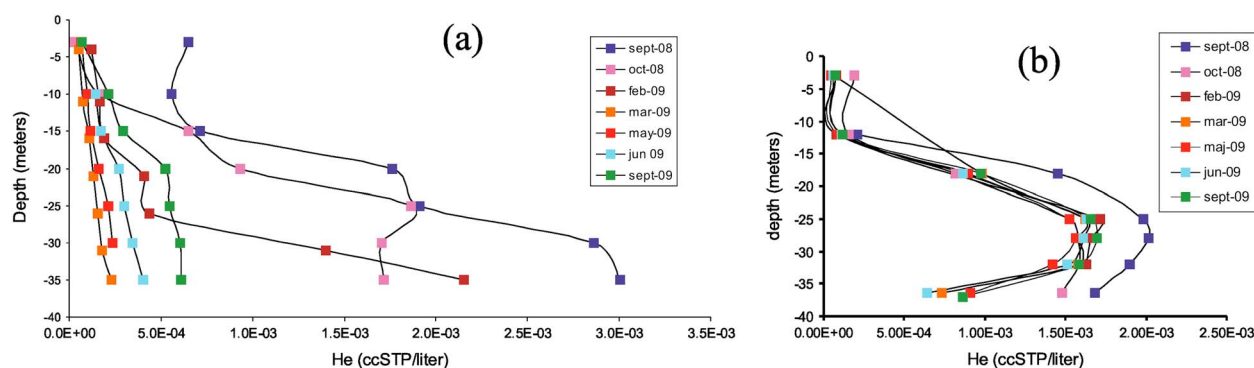 (a)
0
-5
-10
-15
-20
-25
-30
-35
-40
Depth (meters)
0.0E+00
5.0E-04
1.0E-03
1.5E-03
2.0E-03
2.5E-03
3.0E-03
3.5E-03
He (ccSTP/liter)
sept-08
oct-08
feb-09
mar-09
may-09
jun 09
sept-09
(b)
0
-5
-10
-15
-20
-25
-30
-35
-40
depth (meters)
0.00E+00
5.00E-04
1.00E-03
1.50E-03
2.00E-03
2.50E-03
He (ccSTP/liter)
sept-08
oct-08
feb-09
mar-09
maj-09
jun-09
sept-09